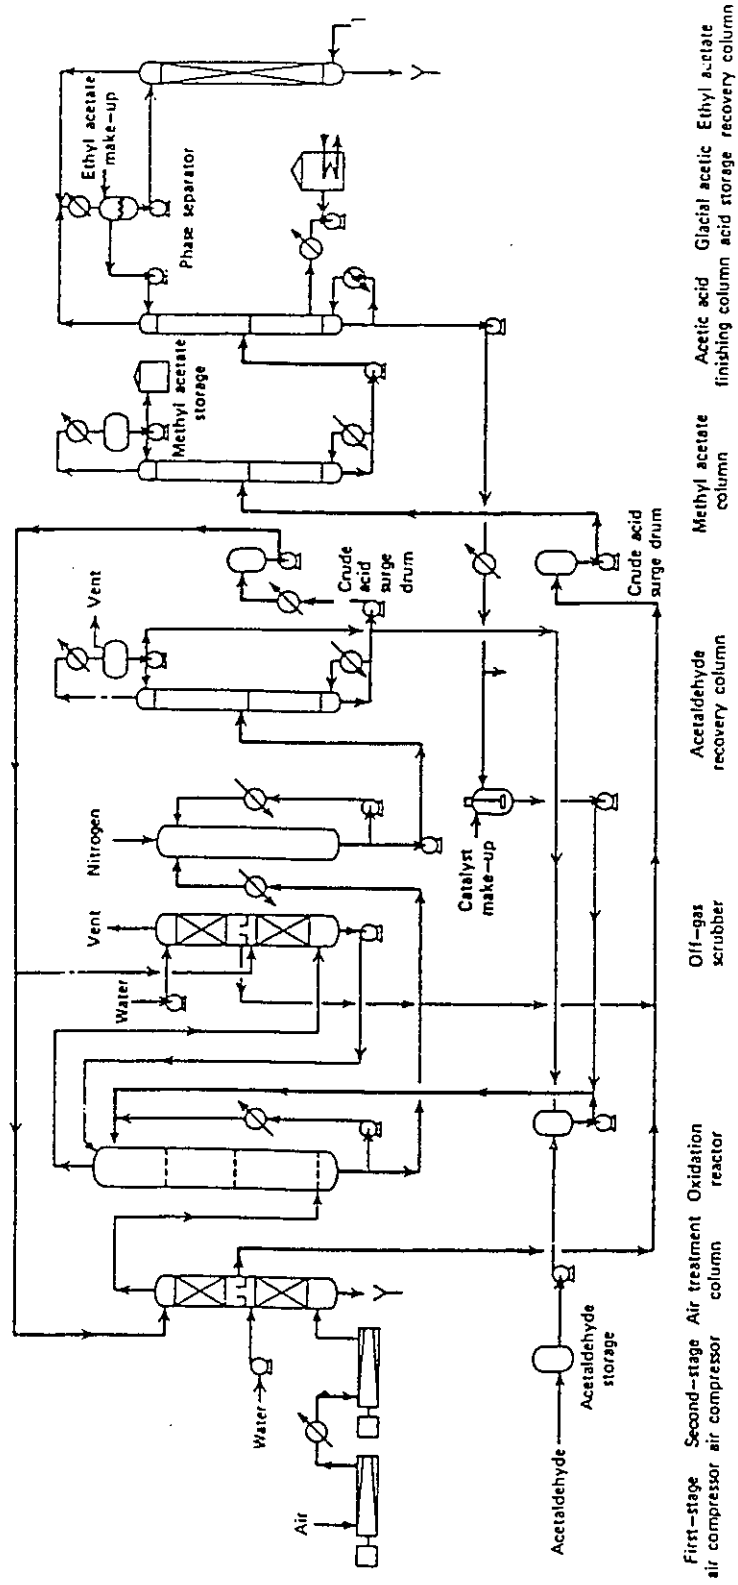 Air
Water
Acetaldehyde
Acetaldehyde
storage
Water
Vent
Nitrogen
Catalyst
make-up
Vent
Crude
acid
surge
drum
Crude acid
surge drum
Methyl acetate
storage
Phase separator
Ethyl acetate
make-up
First-stage
air compressor
Second-stage
air compressor
Air treatment
column
Oxidation
reactor
Off-gas
scrubber
Acetaldehyde
recovery column
Methyl acetate
column
Acetic acid
finishing column
Glacial acetic
acid storage
Ethyl acetate
recovery column